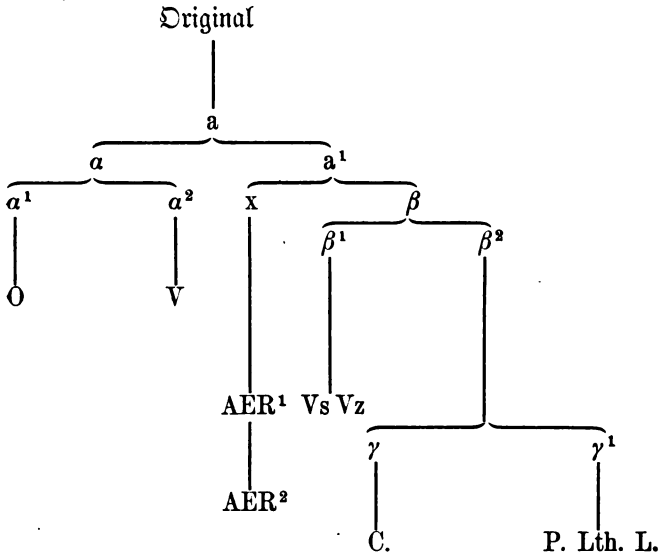 Original
a
α a¹
α¹ α² x β
β¹ β²
O V
AER¹ Vs Vz
γ γ¹
AER²
C. P. Lth. L.